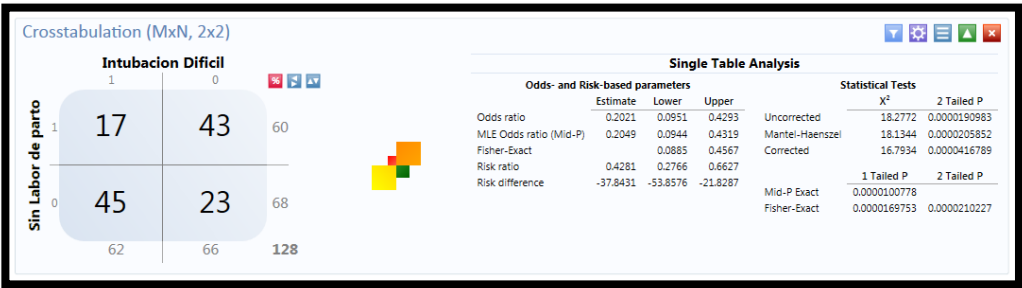 Crosstabulation (MxN, 2x2)
Intubacion Dificil
1 0
%
Sin Labor de parto
1 17 43 60
0 45 23 68
62 66 128
Single Table Analysis
Odds- and Risk-based parameters
Estimate Lower Upper
Odds ratio 0.2021 0.0951 0.4293
MLE Odds ratio (Mid-P) 0.2049 0.0944 0.4319
Fisher-Exact 0.0885 0.4567
Risk ratio 0.4281 0.2766 0.6627
Risk difference -37.8431 -53.8576 -21.8287
Statistical Tests
X² 2 Tailed P
Uncorrected 18.2772 0.0000190983
Mantel-Haenszel 18.1344 0.0000205852
Corrected 16.7934 0.0000416789
1 Tailed P 2 Tailed P
Mid-P Exact 0.0000100778
Fisher-Exact 0.0000169753 0.0000210227